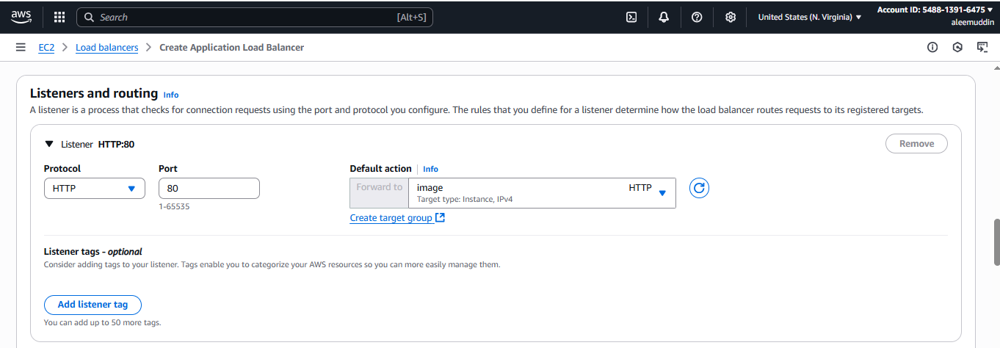 aws
Search [Alt+S]
United States (N. Virginia)
Account ID: 5488-1391-6475
aleemuddin
EC2 > Load balancers > Create Application Load Balancer
Listeners and routing Info
A listener is a process that checks for connection requests using the port and protocol you configure. The rules that you define for a listener determine how the load balancer routes requests to its registered targets.
Listener HTTP:80
Remove
Protocol Port Default action Info
HTTP 80 Forward to image HTTP
Target type: Instance, IPv4
1-65535
Create target group
Listener tags - optional
Consider adding tags to your listener. Tags enable you to categorize your AWS resources so you can more easily manage them.
Add listener tag
You can add up to 50 more tags.